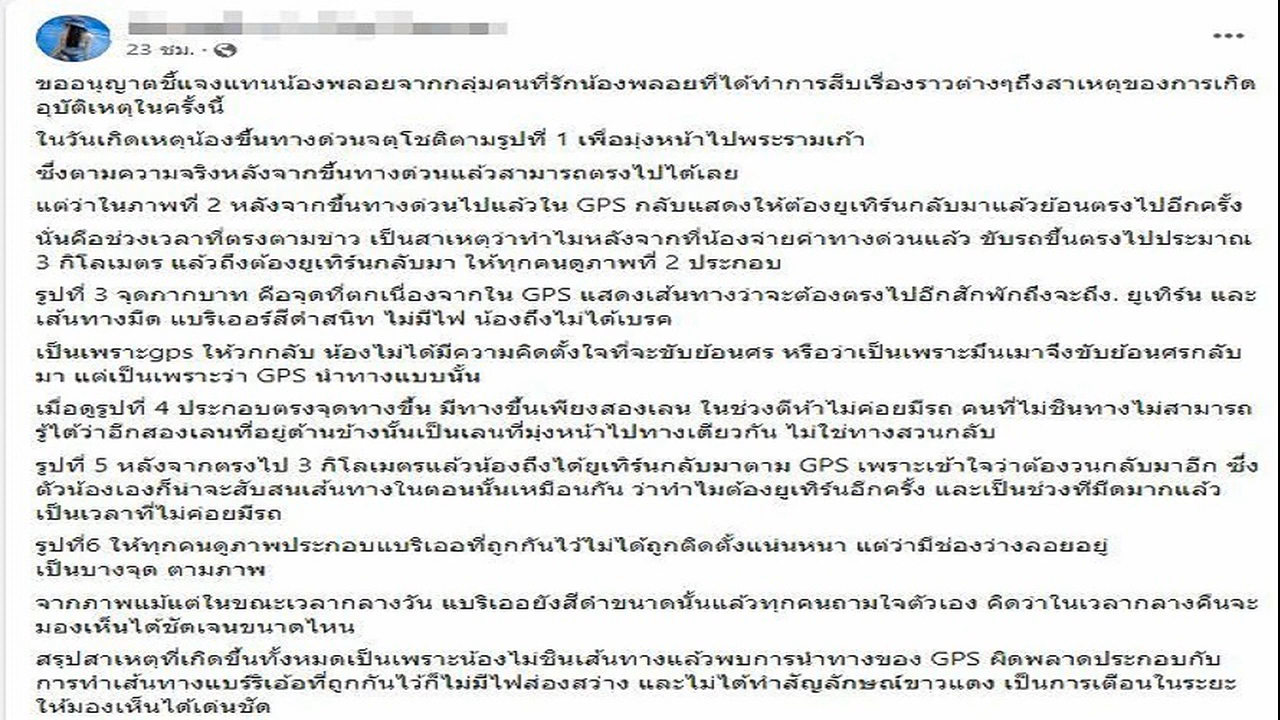 23 ชม. ·
ขออนุญาตชี้แจงแทนน้องพลอยจากกลุ่มคนที่รักน้องพลอยที่ได้ทำการสืบเรื่องราวต่างๆถึงสาเหตุของการเกิด
อุบัติเหตุในครั้งนี้
ในวันเกิดเหตุน้องขึ้นทางด่วนจตุโชติตามรูปที่ 1 เพื่อมุ่งหน้าไปพระรามเก้า
ซึ่งตามความจริงหลังจากขึ้นทางด่วนแล้วสามารถตรงไปได้เลย
แต่ว่าในภาพที่ 2 หลังจากขึ้นทางด่วนไปแล้วใน GPS กลับแสดงให้ต้องยูเทิร์นกลับมาแล้วย้อนตรงไปอีกครั้ง
นั่นคือช่วงเวลาที่ตรงตามข่าว เป็นสาเหตุว่าทำไมหลังจากที่น้องจ่ายค่าทางด่วนแล้ว ขับรถขึ้นตรงไปประมาณ
3 กิโลเมตร แล้วถึงต้องยูเทิร์นกลับมา ให้ทุกคนดูภาพที่ 2 ประกอบ
รูปที่ 3 จุดกากบาท คือจุดที่ตกเนื่องจากใน GPS แสดงเส้นทางว่าจะต้องตรงไปอีกสักพักถึงจะถึง. ยูเทิร์น และ
เส้นทางมืด แบริเออร์สีดำสนิท ไม่มีไฟ น้องถึงไม่ได้เบรค
เป็นเพราะgps ให้วกกลับ น้องไม่ได้มีความคิดตั้งใจที่จะขับย้อนศร หรือว่าเป็นเพราะมึนเมาจึงขับย้อนศรกลับ
มา แต่เป็นเพราะว่า GPS นำทางแบบนั้น
เมื่อดูรูปที่ 4 ประกอบตรงจุดทางขึ้น มีทางขึ้นเพียงสองเลน ในช่วงตีห้าไม่ค่อยมีรถ คนที่ไม่ชินทางไม่สามารถ
รู้ได้ว่าอีกสองเลนที่อยู่ด้านข้างนั้นเป็นเลนที่มุ่งหน้าไปทางเดียวกัน ไม่ใช่ทางสวนกลับ
รูปที่ 5 หลังจากตรงไป 3 กิโลเมตรแล้วน้องถึงได้ยูเทิร์นกลับมาตาม GPS เพราะเข้าใจว่าต้องวนกลับมาอีก ซึ่ง
ตัวน้องเองก็น่าจะสับสนเส้นทางในตอนนั้นเหมือนกัน ว่าทำไมต้องยูเทิร์นอีกครั้ง และเป็นช่วงที่มืดมากแล้ว
เป็นเวลาที่ไม่ค่อยมีรถ
รูปที่6 ให้ทุกคนดูภาพประกอบแบริเออที่ถูกกันไว้ไม่ได้ถูกติดตั้งแน่นหนา แต่ว่ามีช่องว่างลอยอยู่
เป็นบางจุด ตามภาพ
จากภาพแม้แต่ในขณะเวลากลางวัน แบริเออยังสีดำขนาดนั้นแล้วทุกคนถามใจตัวเอง คิดว่าในเวลากลางคืนจะ
มองเห็นได้ชัดเจนขนาดไหน
สรุปสาเหตุที่เกิดขึ้นทั้งหมดเป็นเพราะน้องไม่ชินเส้นทางแล้วพบการนำทางของ GPS ผิดพลาดประกอบกับ
การทำเส้นทางแบร์ริเอ้อที่ถูกกันไว้ก็ไม่มีไฟส่องสว่าง และไม่ได้ทำสัญลักษณ์ขาวแดง เป็นการเตือนในระยะ
ให้มองเห็นได้เด่นชัด